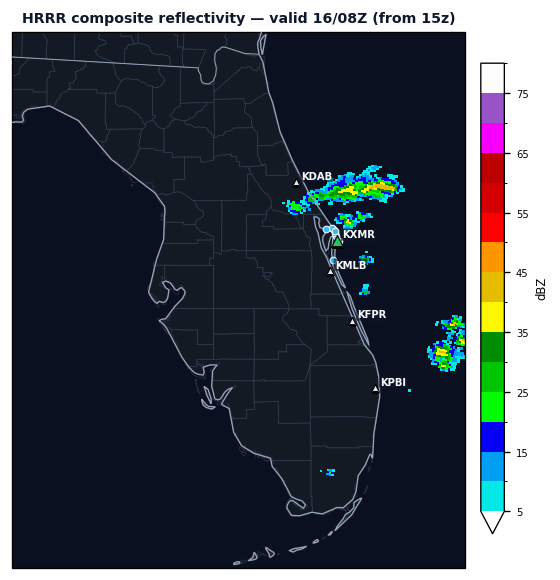 HRRR composite reflectivity — valid 16/08Z (from 15z)
KDAB
KXMR
KMLB
KFPR
KPBI
75
65
55
45
35
25
15
5
dBZ